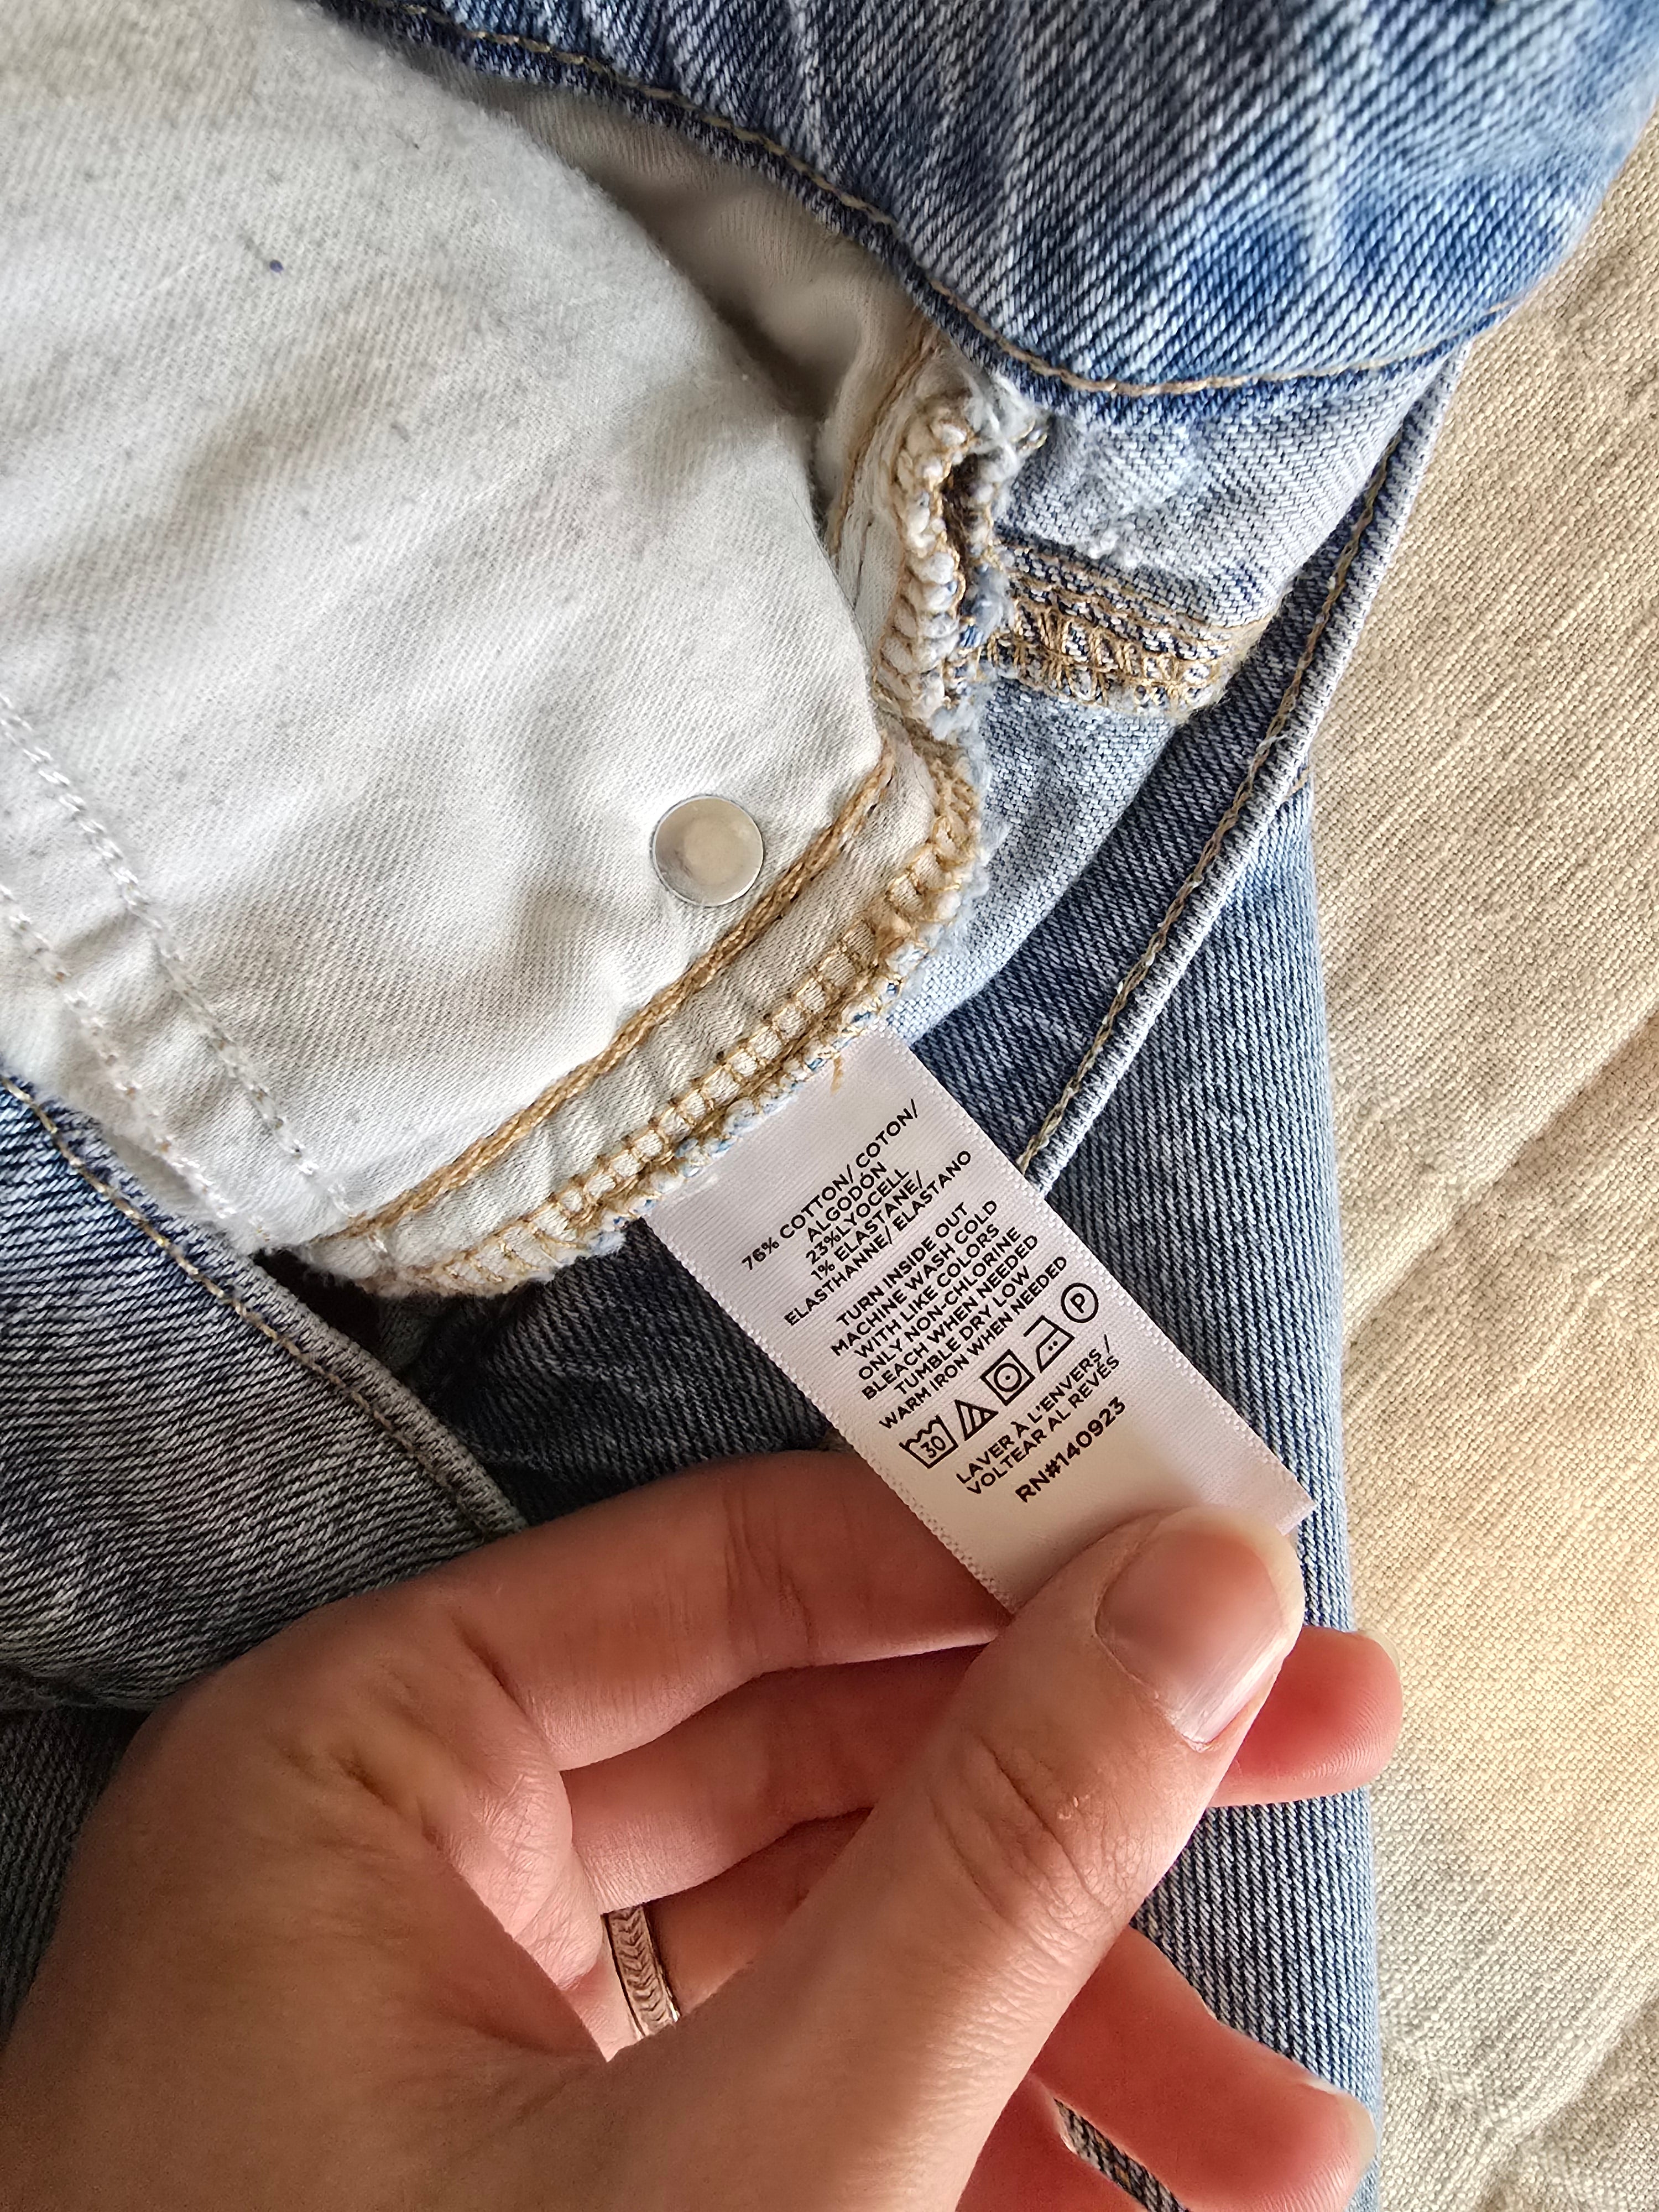 76% COTTON/ COTON/
ALGODÓN
23%LYOCELL
1% ELASTANE/
ELASTHANNE/ ELASTANO
TURN INSIDE OUT
MACHINE WASH COLD
WITH LIKE COLORS
ONLY NON-CHLORINE
BLEACH WHEN NEEDED
TUMBLE DRY LOW
WARM IRON WHEN NEEDED
30 P
LAVER À L'ENVERS /
VOLTEAR AL REVÉS
RN#140923